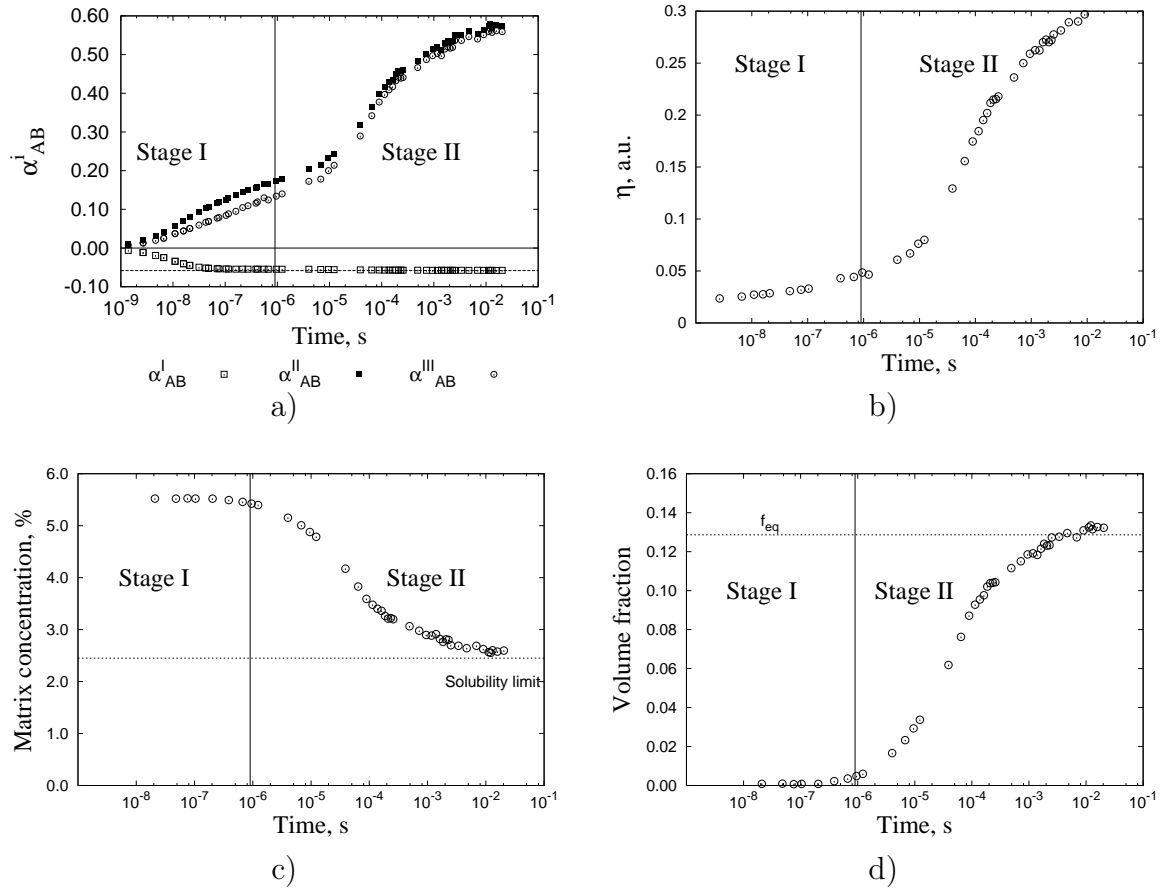 0.60
0.50
0.40
0.30
0.20
0.10
0.00
-0.10
α^i_AB
Stage I
Stage II
10^-9 10^-8 10^-7 10^-6 10^-5 10^-4 10^-3 10^-2 10^-1
Time, s
α^I_AB α^II_AB α^III_AB
a)
0.3
0.25
0.2
0.15
0.1
0.05
0
η, a.u.
Stage I
Stage II
10^-8 10^-7 10^-6 10^-5 10^-4 10^-3 10^-2 10^-1
Time, s
b)
6.0
5.0
4.0
3.0
2.0
1.0
0.0
Matrix concentration, %
Stage I
Stage II
Solubility limit
10^-8 10^-7 10^-6 10^-5 10^-4 10^-3 10^-2 10^-1
Time, s
c)
0.16
0.14
0.12
0.10
0.08
0.06
0.04
0.02
0.00
Volume fraction
f_eq
Stage I
Stage II
10^-8 10^-7 10^-6 10^-5 10^-4 10^-3 10^-2 10^-1
Time, s
d)